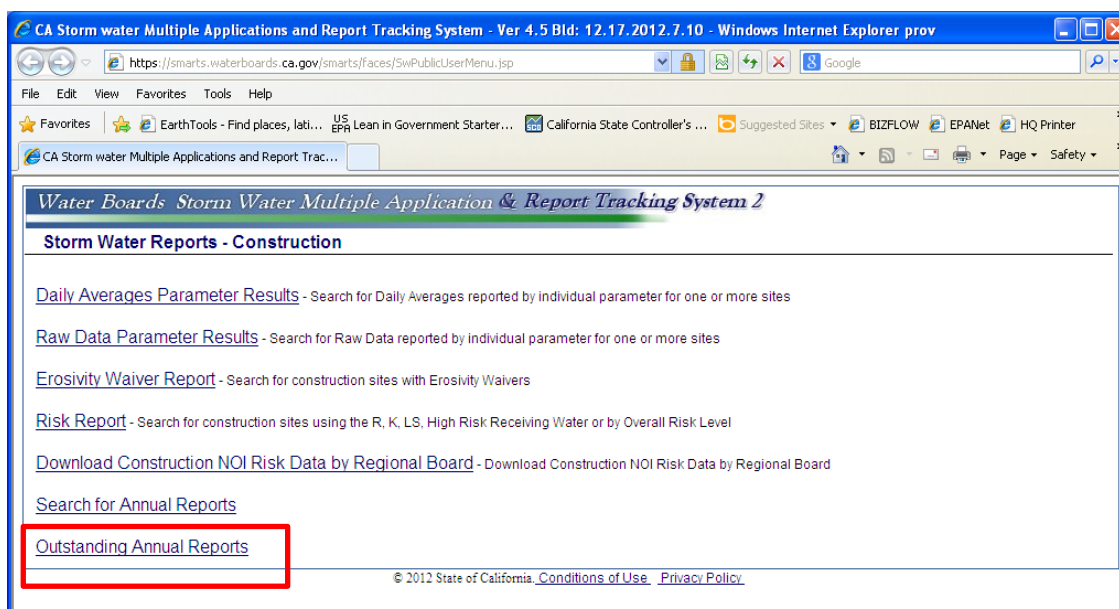 CA Storm water Multiple Applications and Report Tracking System - Ver 4.5 Bld: 12.17.2012.7.10 - Windows Internet Explorer prov
https://smarts.waterboards.ca.gov/smarts/faces/SwPublicUserMenu.jsp Google
File Edit View Favorites Tools Help
Favorites EarthTools - Find places, lati... US EPA Lean in Government Starter... SCO California State Controller's ... Suggested Sites BIZFLOW EPANet HQ Printer
CA Storm water Multiple Applications and Report Trac... Page Safety
Water Boards Storm Water Multiple Application & Report Tracking System 2
Storm Water Reports - Construction
Daily Averages Parameter Results - Search for Daily Averages reported by individual parameter for one or more sites
Raw Data Parameter Results - Search for Raw Data reported by individual parameter for one or more sites
Erosivity Waiver Report - Search for construction sites with Erosivity Waivers
Risk Report - Search for construction sites using the R, K, LS, High Risk Receiving Water or by Overall Risk Level
Download Construction NOI Risk Data by Regional Board - Download Construction NOI Risk Data by Regional Board
Search for Annual Reports
Outstanding Annual Reports
© 2012 State of California. Conditions of Use Privacy Policy